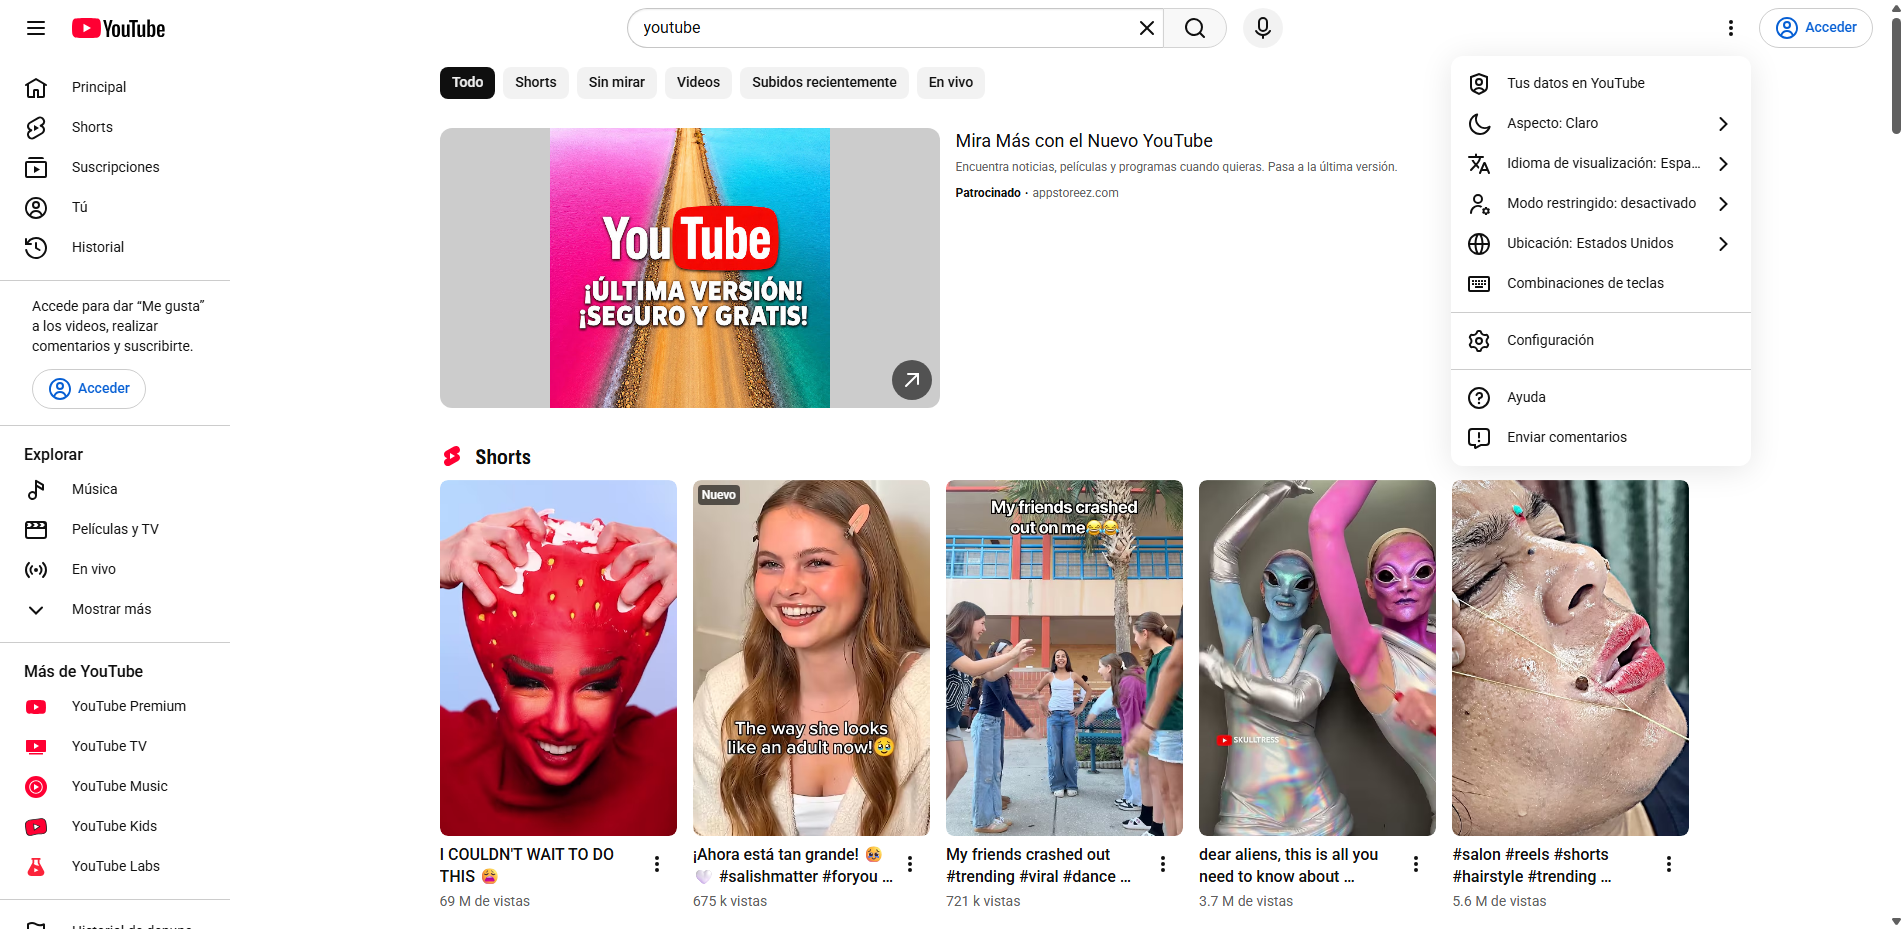 YouTube
youtube
Acceder
Principal
Shorts
Suscripciones
Tú
Historial
Accede para dar “Me gusta”
a los videos, realizar
comentarios y suscribirte.
Acceder
Explorar
Música
Películas y TV
En vivo
Mostrar más
Más de YouTube
YouTube Premium
YouTube TV
YouTube Music
YouTube Kids
YouTube Labs
Todo
Shorts
Sin mirar
Videos
Subidos recientemente
En vivo
YouTube
¡ÚLTIMA VERSIÓN!
¡SEGURO Y GRATIS!
Mira Más con el Nuevo YouTube
Encuentra noticias, películas y programas cuando quieras. Pasa a la última versión.
Patrocinado · appstoreez.com
Tus datos en YouTube
Aspecto: Claro
Idioma de visualización: Espa...
Modo restringido: desactivado
Ubicación: Estados Unidos
Combinaciones de teclas
Configuración
Ayuda
Enviar comentarios
Shorts
I COULDN'T WAIT TO DO
THIS 😩
69 M de vistas
Nuevo
The way she looks
like an adult now!🥹
¡Ahora está tan grande! 😭
🤍 #salishmatter #foryou ...
675 k vistas
My friends crashed
out on me😂😂
My friends crashed out
#trending #viral #dance ...
721 k vistas
SKULLTRESS
dear aliens, this is all you
need to know about ...
3.7 M de vistas
#salon #reels #shorts
#hairstyle #trending ...
5.6 M de vistas